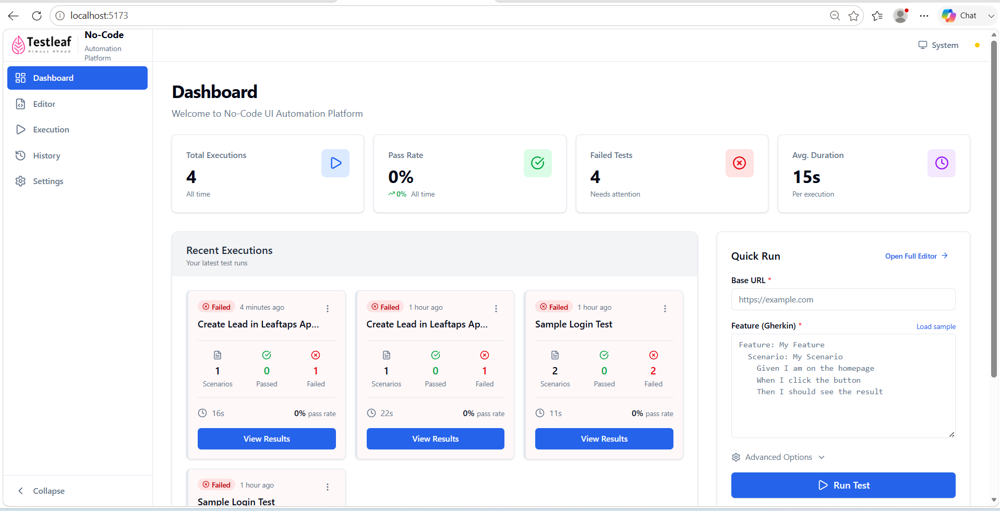 localhost:5173
Chat
Testleaf
Always Ahead
No-Code
Automation
Platform
System
Dashboard
Editor
Execution
History
Settings
Collapse
Dashboard
Welcome to No-Code UI Automation Platform
Total Executions
4
All time
Pass Rate
0%
0% All time
Failed Tests
4
Needs attention
Avg. Duration
15s
Per execution
Recent Executions
Your latest test runs
Failed 4 minutes ago
Create Lead in Leaftaps Ap...
1 0 1
Scenarios Passed Failed
16s 0% pass rate
View Results
Failed 1 hour ago
Create Lead in Leaftaps Ap...
1 0 1
Scenarios Passed Failed
22s 0% pass rate
View Results
Failed 1 hour ago
Sample Login Test
2 0 2
Scenarios Passed Failed
11s 0% pass rate
View Results
Failed 1 hour ago
Sample Login Test
Quick Run
Open Full Editor
Base URL *
https://example.com
Feature (Gherkin) *
Load sample
Feature: My Feature
Scenario: My Scenario
Given I am on the homepage
When I click the button
Then I should see the result
Advanced Options
Run Test